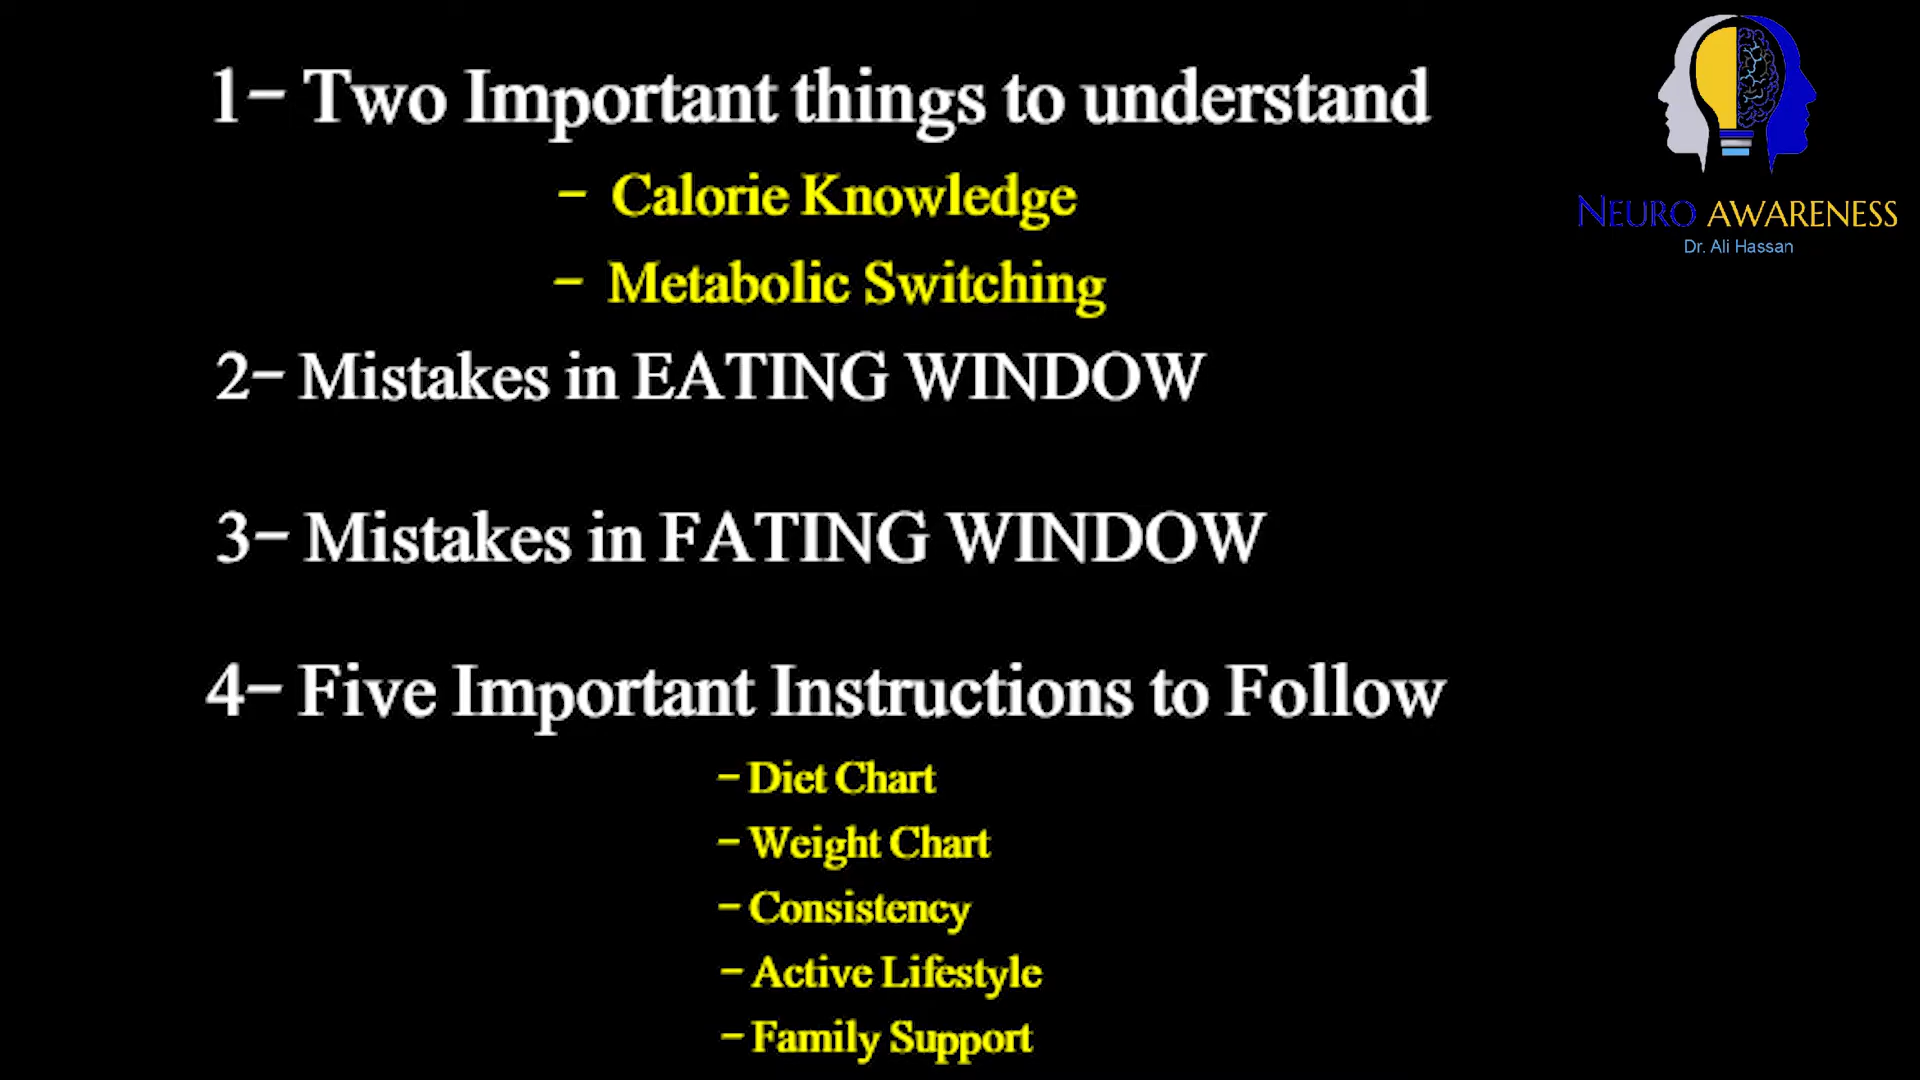 1- Two Important things to understand
- Calorie Knowledge
- Metabolic Switching
2- Mistakes in EATING WINDOW
3- Mistakes in FATING WINDOW
4- Five Important Instructions to Follow
- Diet Chart
- Weight Chart
- Consistency
- Active Lifestyle
- Family Support
NEURO AWARENESS
Dr. Ali Hassan